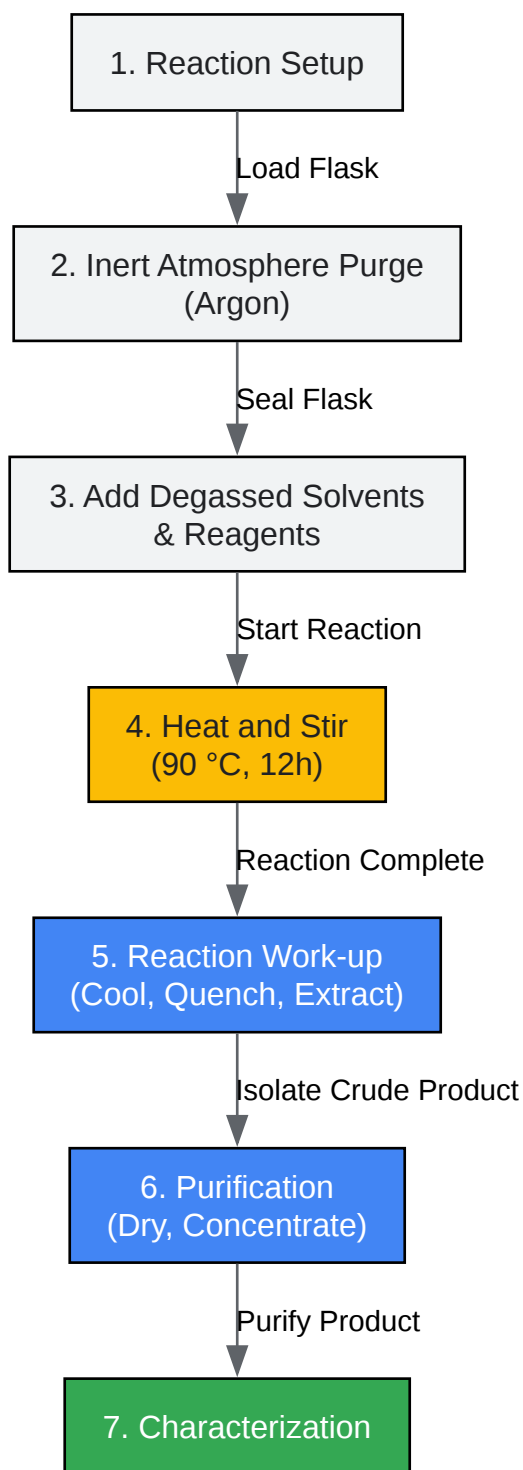 1. Reaction Setup
Load Flask
2. Inert Atmosphere Purge
(Argon)
Seal Flask
3. Add Degassed Solvents
& Reagents
Start Reaction
4. Heat and Stir
(90 °C, 12h)
Reaction Complete
5. Reaction Work-up
(Cool, Quench, Extract)
Isolate Crude Product
6. Purification
(Dry, Concentrate)
Purify Product
7. Characterization